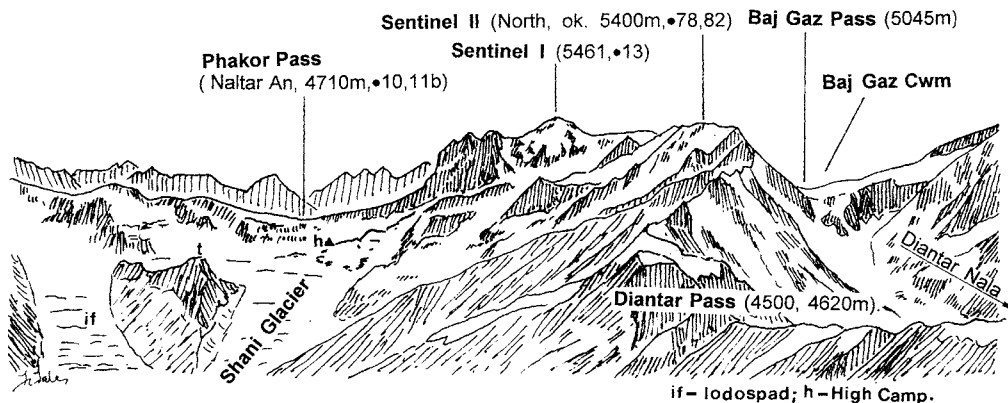 Sentinel II (North, ok. 5400m,•78,82)
Baj Gaz Pass (5045m)
Sentinel I (5461,•13)
Phakor Pass
( Naltar An, 4710m,•10,11b)
Baj Gaz Cwm
h
t
Diantar Nala
if
Shani Glacier
Diantar Pass (4500, 4620m).
if– lodospad; h–High Camp.